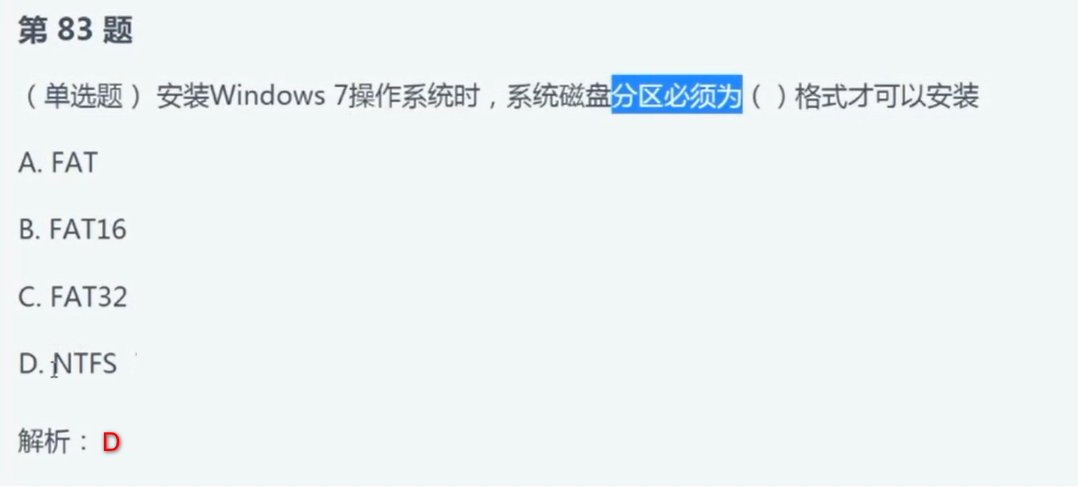 第 83 题
（单选题）安装Windows 7操作系统时，系统磁盘分区必须为（ ）格式才可以安装
A. FAT
B. FAT16
C. FAT32
D. NTFS
解析： D